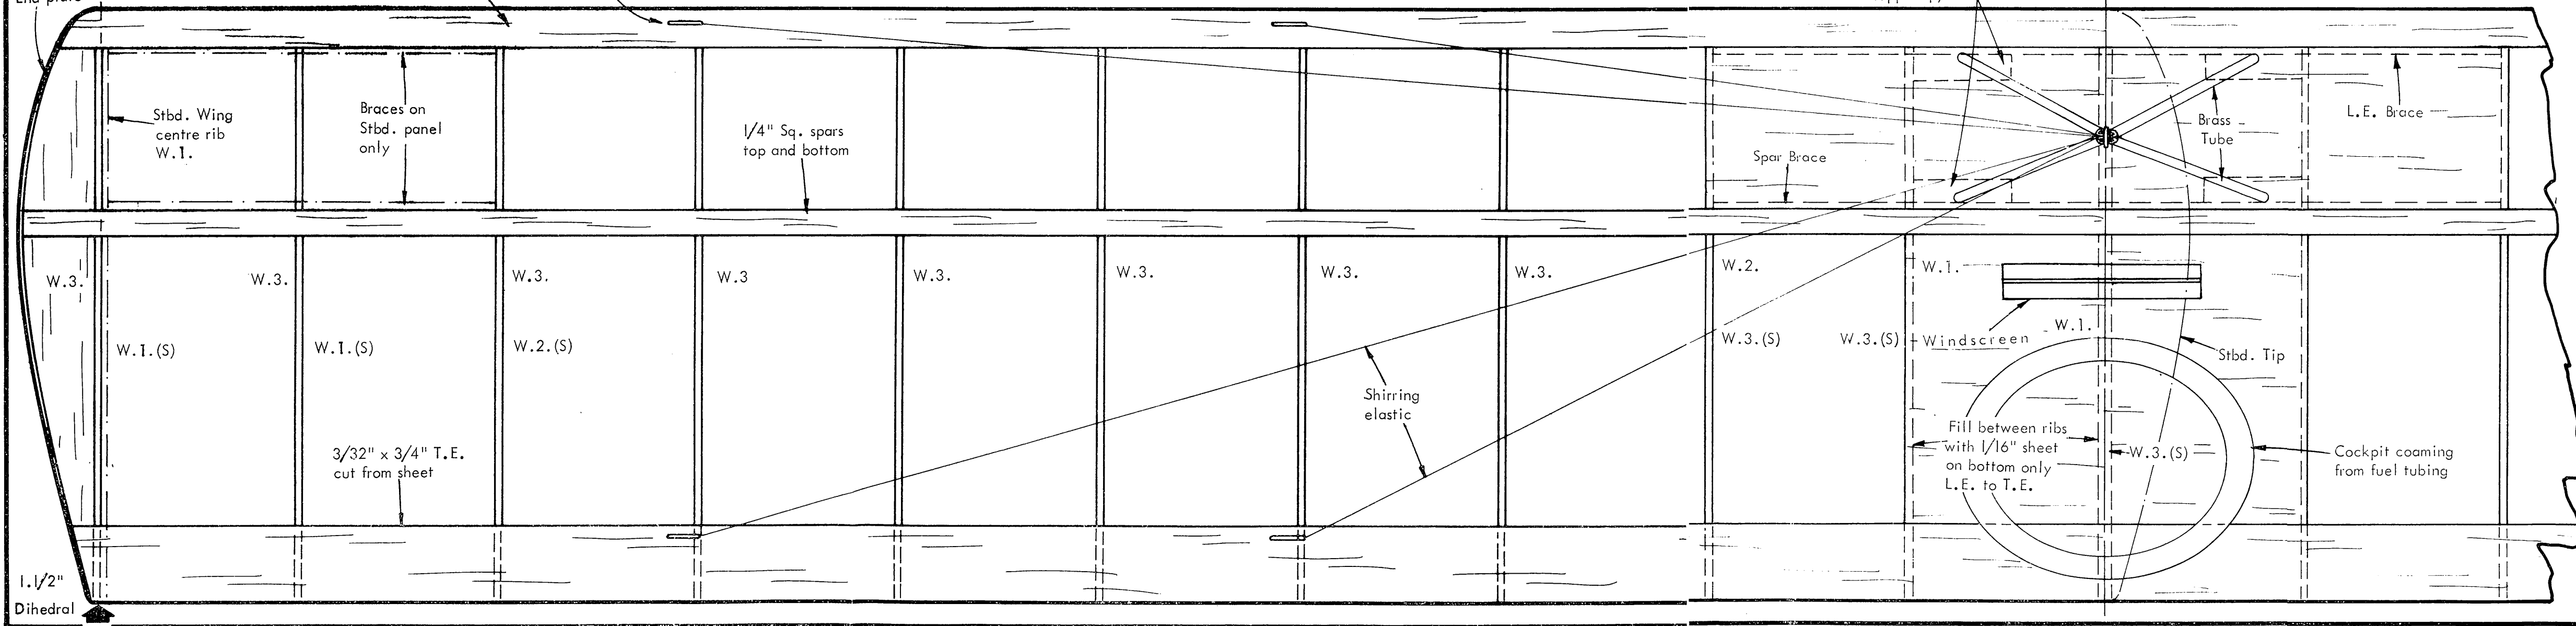 End plate
Stbd. Wing
centre rib
W.1.
Braces on
Stbd. panel
only
1/4" Sq. spars
top and bottom
Spar Brace
Brass
Tube
L.E. Brace
W.3.
W.3.
W.3.
W.3
W.3.
W.3.
W.3.
W.3.
W.2.
W.1.
W.1.(S)
W.1.(S)
W.2.(S)
W.3.(S)
W.3.(S)
Windscreen
W.1.
Stbd. Tip
Shirring
elastic
3/32" x 3/4" T.E.
cut from sheet
Fill between ribs
with 1/16" sheet
on bottom only
L.E. to T.E.
W.3.(S)
Cockpit coaming
from fuel tubing
1.1/2"
Dihedral